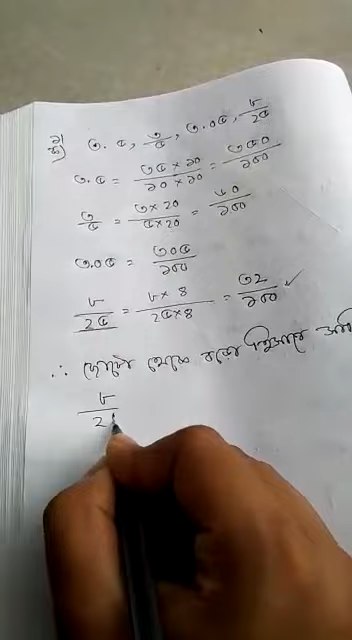 ৩.৫, ৩/৫, ৩.০৫, ৮/২৫
৩.৫ = ৩৫×১০/১০×১০ = ৩৫০/১০০
৩/৫ = ৩×২০/৫×২০ = ৬০/১০০
৩.০৫ = ৩০৫/১০০
৮/২৫ = ৮×৪/২৫×৪ = ৩২/১০০ ✓
∴ ছোটো থেকে বড়ো অনুসারে
৮/২